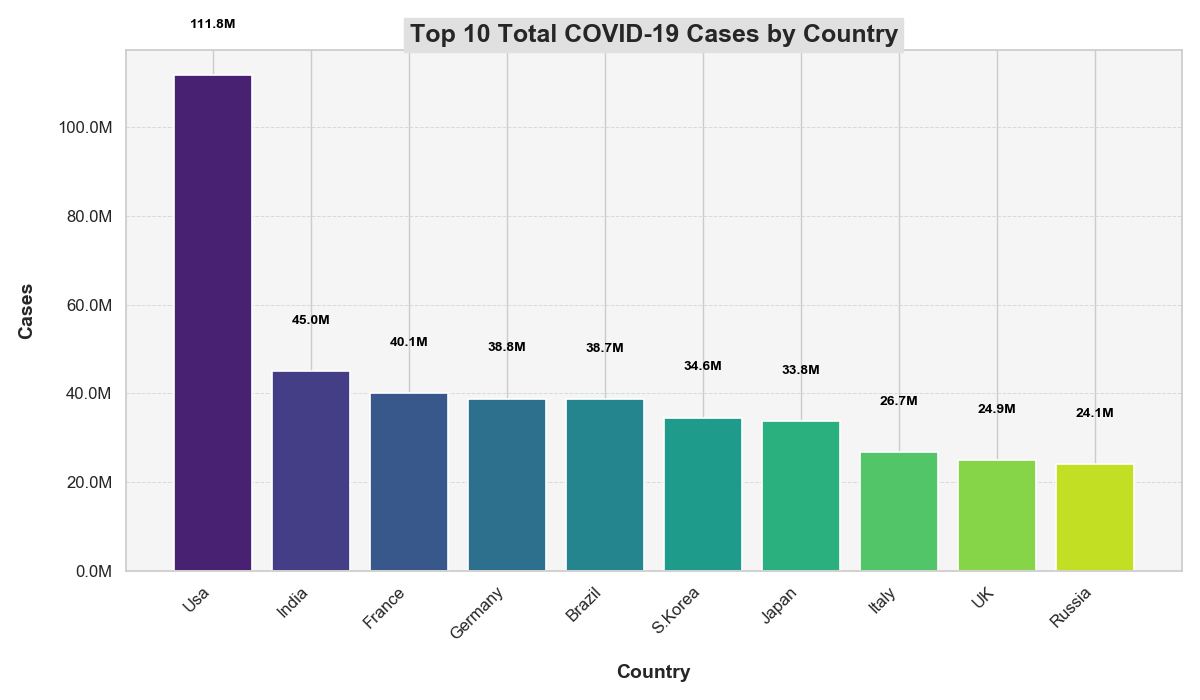 111.8M
Top 10 Total COVID-19 Cases by Country
100.0M
80.0M
60.0M
40.0M
20.0M
0.0M
Cases
45.0M
40.1M
38.8M
38.7M
34.6M
33.8M
26.7M
24.9M
24.1M
Usa
India
France
Germany
Brazil
S.Korea
Japan
Italy
UK
Russia
Country